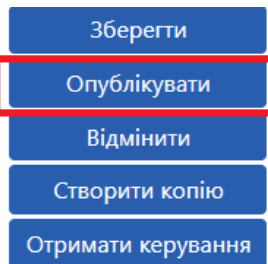 Зберегти
Опублікувати
Відмінити
Створити копію
Отримати керування